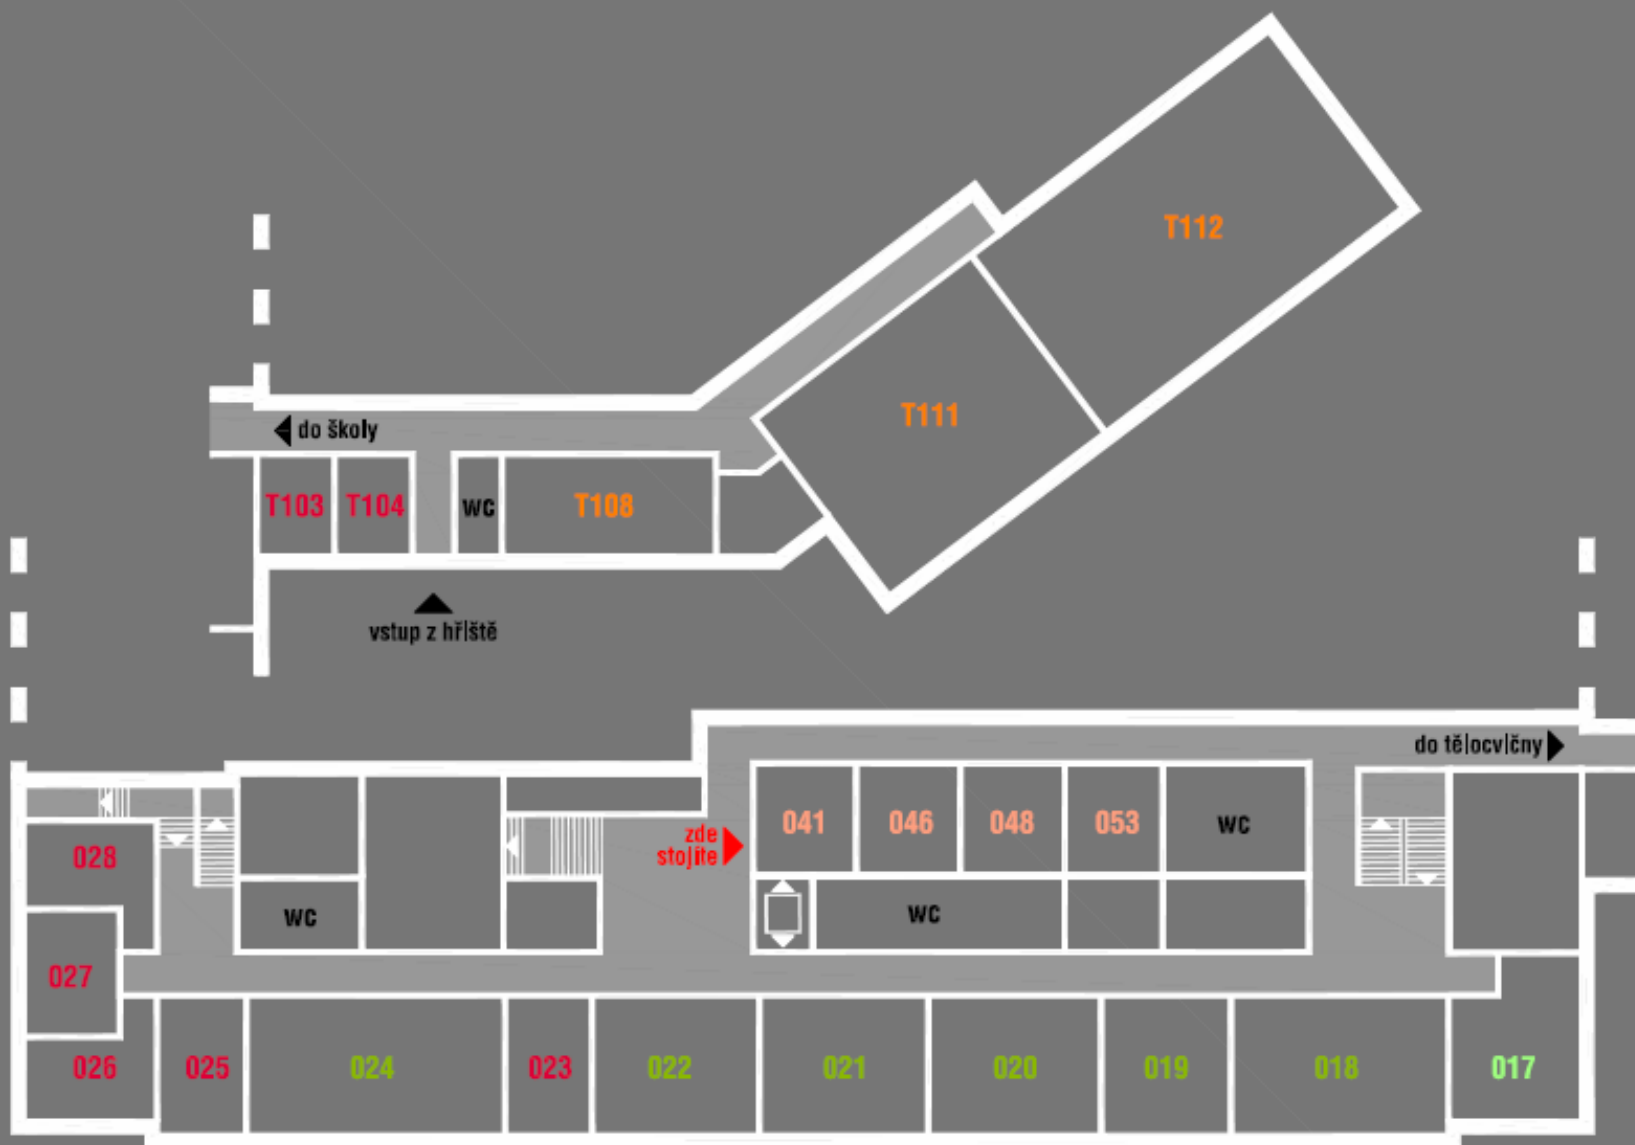 T112
T111
do školy
T103
T104
WC
T108
vstup z hřiště
do tělocvičny
041
046
048
053
WC
zde
stojíte
028
WC
WC
027
026
025
024
023
022
021
020
019
018
017